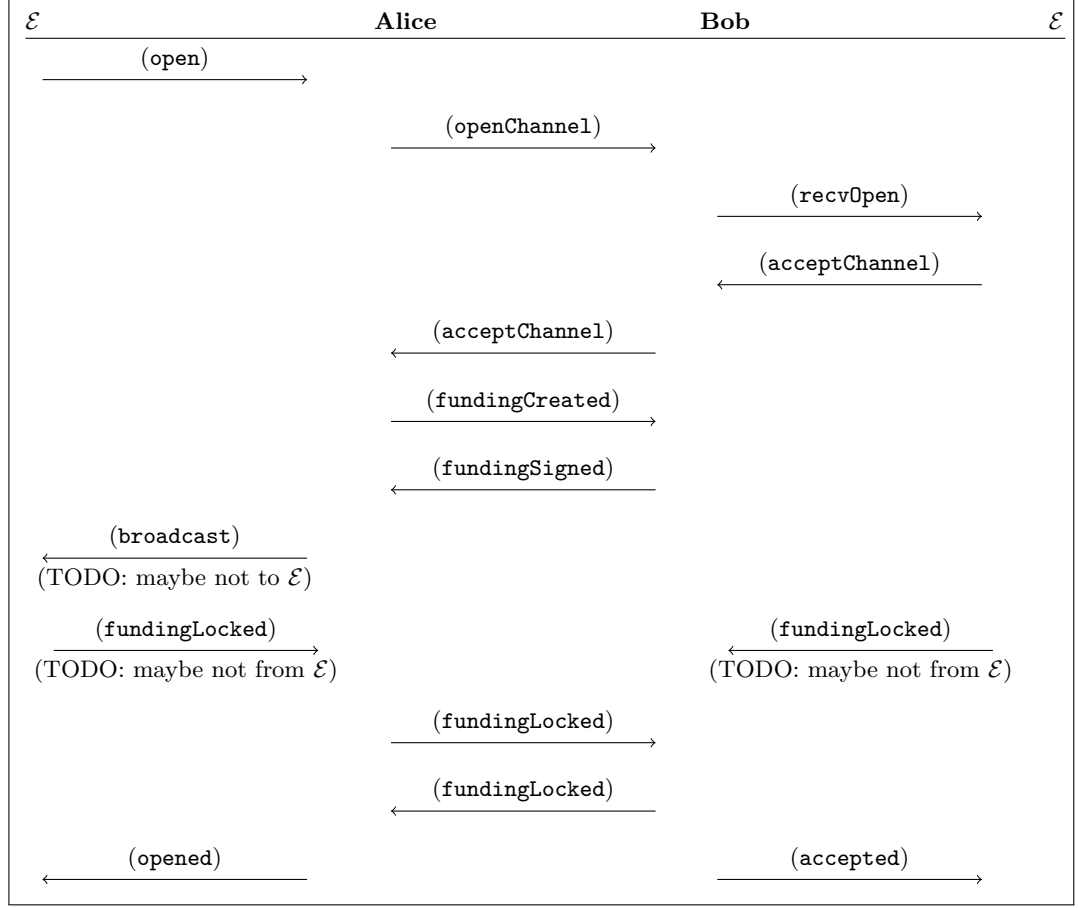 ℰ Alice Bob ℰ
(open)
(openChannel)
(recvOpen)
(acceptChannel)
(acceptChannel)
(fundingCreated)
(fundingSigned)
(broadcast)
(TODO: maybe not to ℰ)
(fundingLocked) (fundingLocked)
(TODO: maybe not from ℰ) (TODO: maybe not from ℰ)
(fundingLocked)
(fundingLocked)
(opened) (accepted)